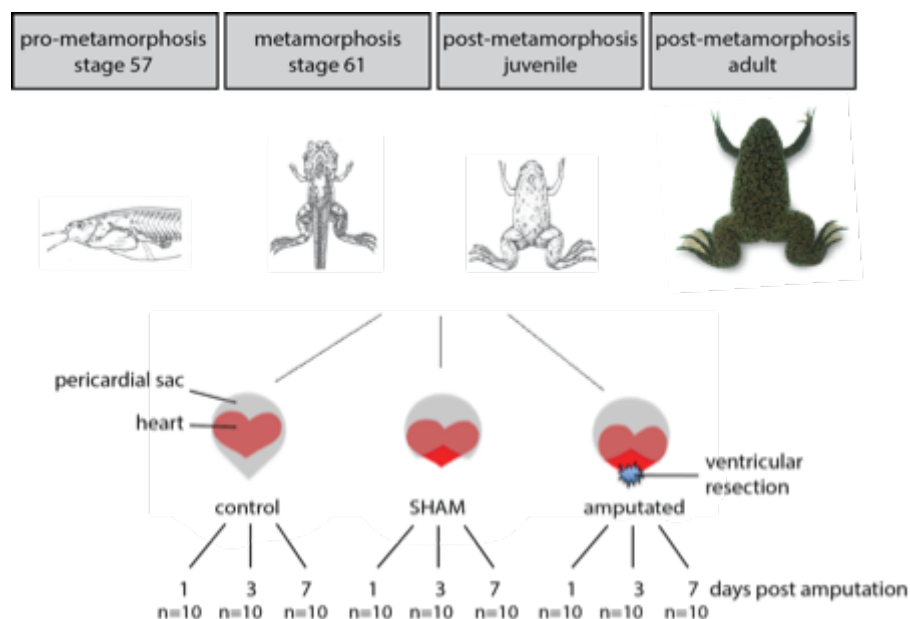 pro-metamorphosis
stage 57
metamorphosis
stage 61
post-metamorphosis
juvenile
post-metamorphosis
adult
pericardial sac
heart
ventricular
resection
control
SHAM
amputated
1 3 7 1 3 7 1 3 7 days post amputation
n=10 n=10 n=10 n=10 n=10 n=10 n=10 n=10 n=10